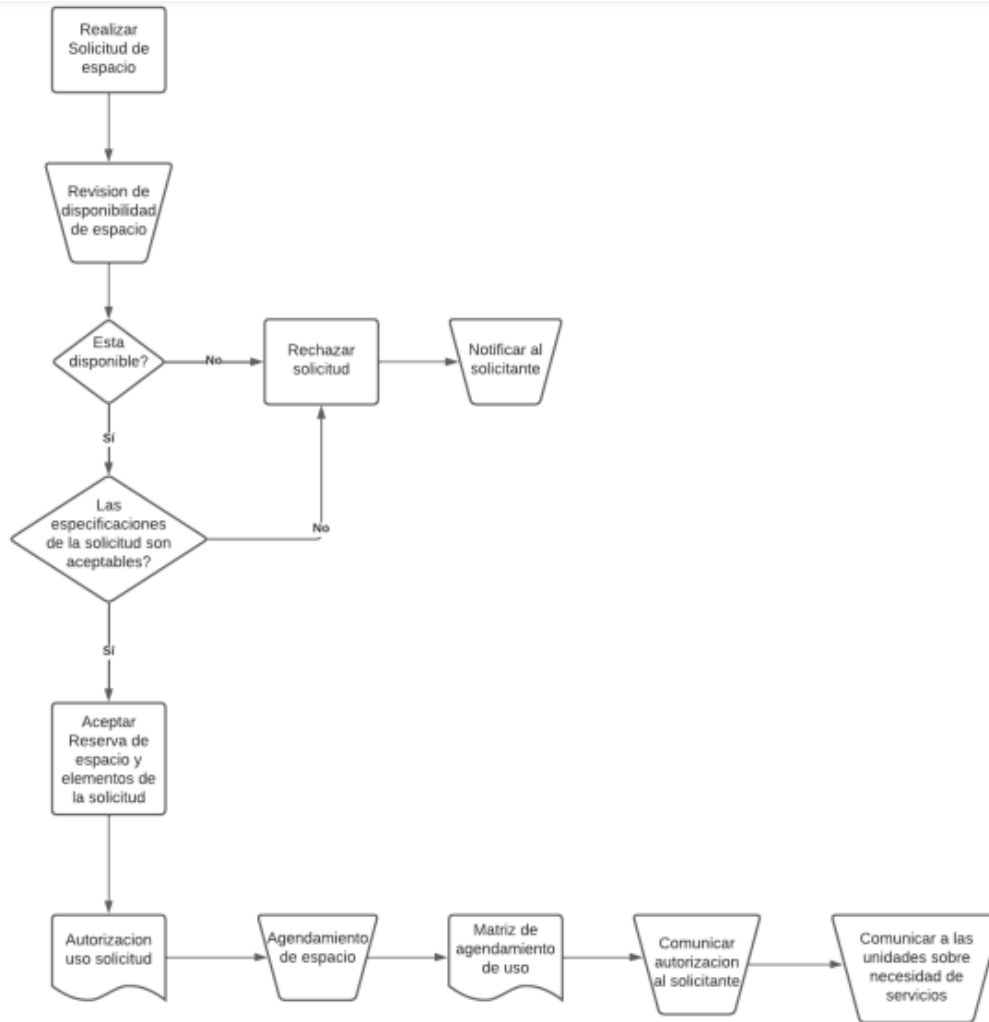 Realizar
Solicitud de
espacio
Revision de
disponibilidad
de espacio
Esta
disponible?
No
Rechazar
solicitud
Notificar al
solicitante
Sí
Las
especificaciones
de la solicitud son
aceptables?
No
Sí
Aceptar
Reserva de
espacio y
elementos de
la solicitud
Autorizacion
uso solicitud
Agendamiento
de espacio
Matriz de
agendamiento
de uso
Comunicar
autorizacion
al solicitante
Comunicar a las
unidades sobre
necesidad de
servicios